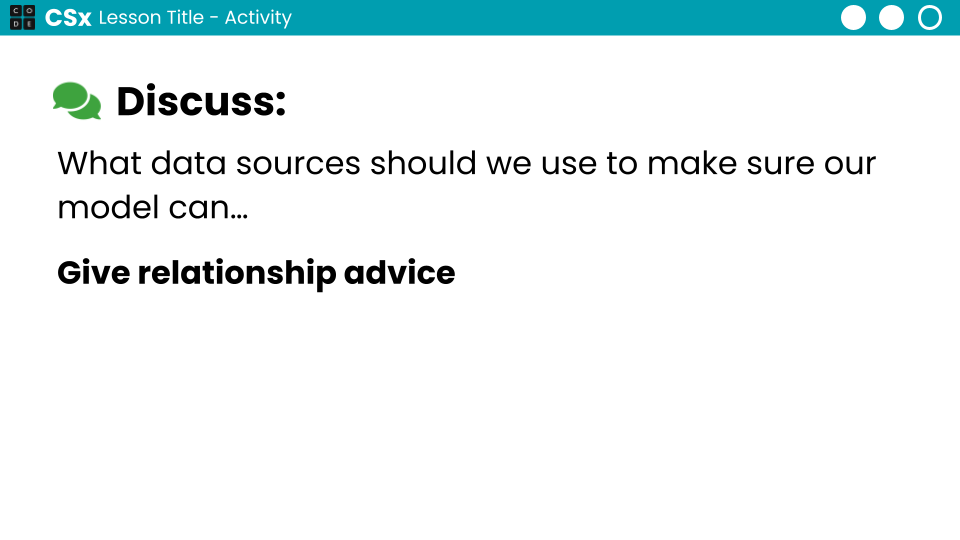 CODE
CSx Lesson Title - Activity
Discuss:
What data sources should we use to make sure our
model can…
Give relationship advice